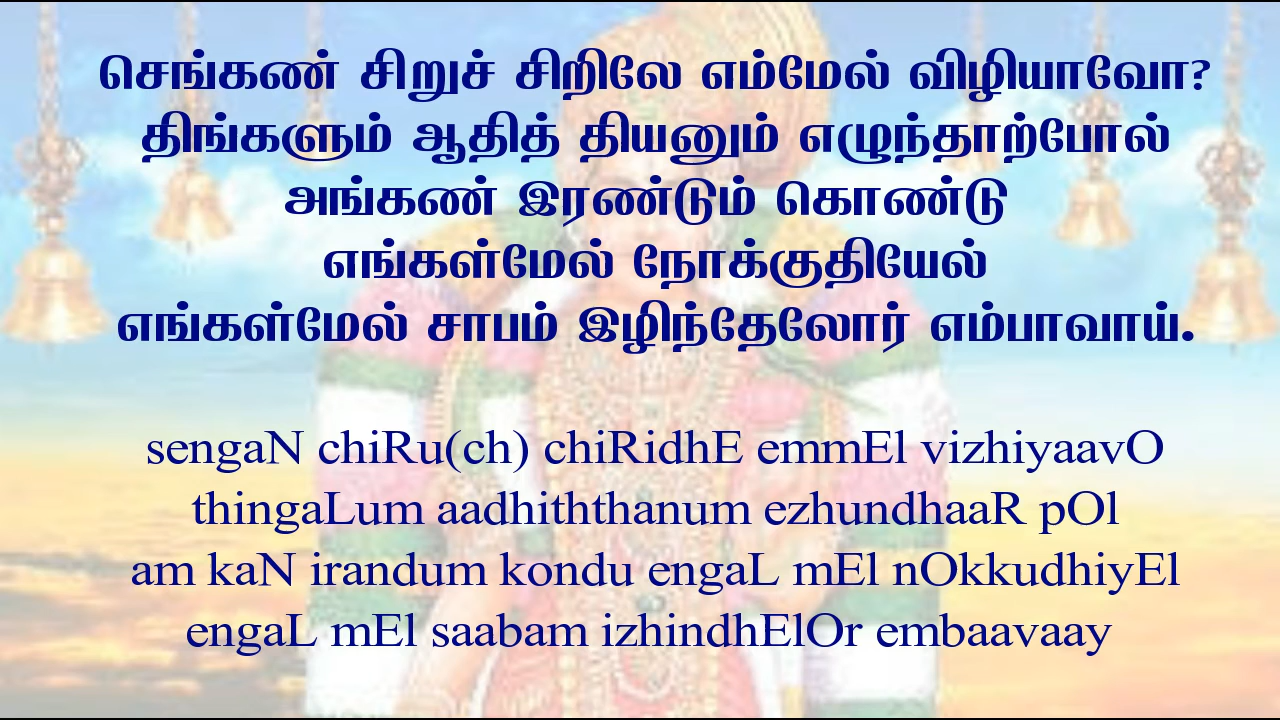 செங்கண் சிறுச் சிறிலே எம்மேல் விழியாவோ?
திங்களும் ஆதித் தியனும் எழுந்தாற்போல்
அங்கண் இரண்டும் கொண்டு
எங்கள்மேல் நோக்குதியேல்
எங்கள்மேல் சாபம் இழிந்தேலோர் எம்பாவாய்.
sengaN chiRu(ch) chiRidhE emmEl vizhiyaavO
thingaLum aadhiththanum ezhundhaaR pOl
am kaN irandum kondu engaL mEl nOkkudhiyEl
engaL mEl saabam izhindhElOr embaavaay